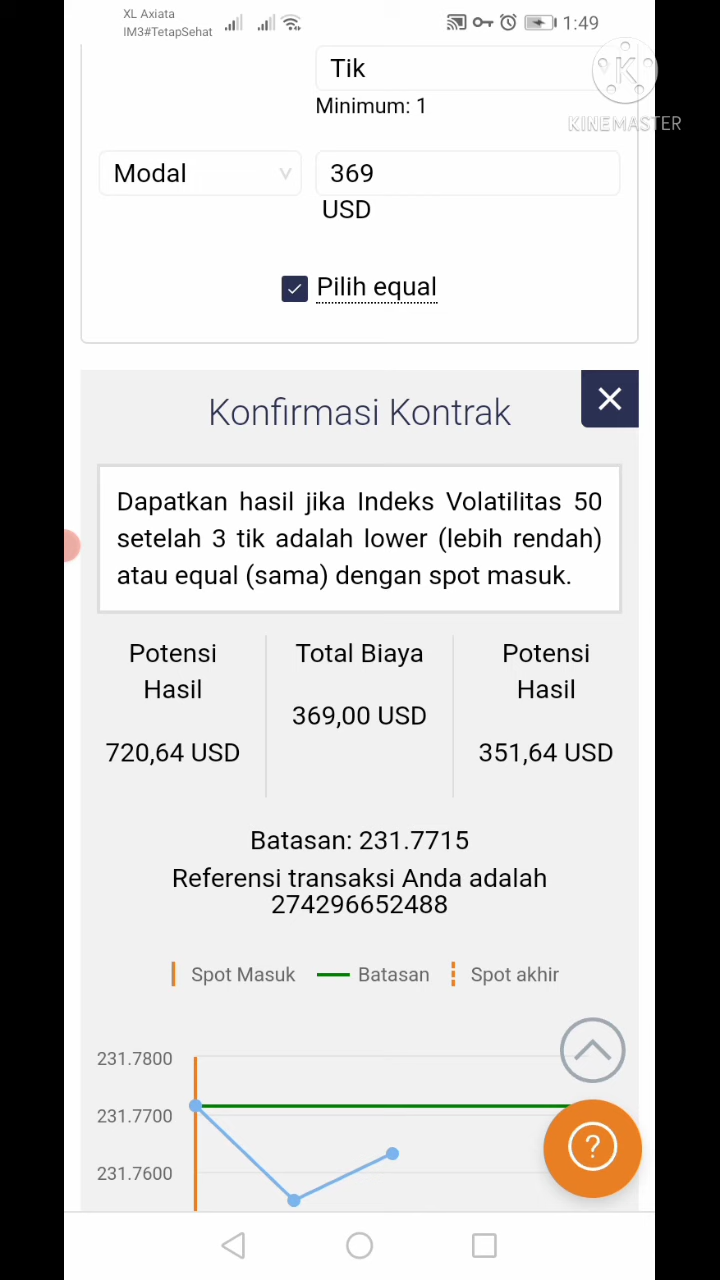 XL Axiata
IM3#TetapSehat
1:49
Tik
Minimum: 1
K
KINEMASTER
Modal
369
USD
Pilih equal
Konfirmasi Kontrak
Dapatkan hasil jika Indeks Volatilitas 50
setelah 3 tik adalah lower (lebih rendah)
atau equal (sama) dengan spot masuk.
Potensi
Hasil
720,64 USD
Total Biaya
369,00 USD
Potensi
Hasil
351,64 USD
Batasan: 231.7715
Referensi transaksi Anda adalah
274296652488
Spot Masuk
Batasan
Spot akhir
231.7800
231.7700
231.7600
?